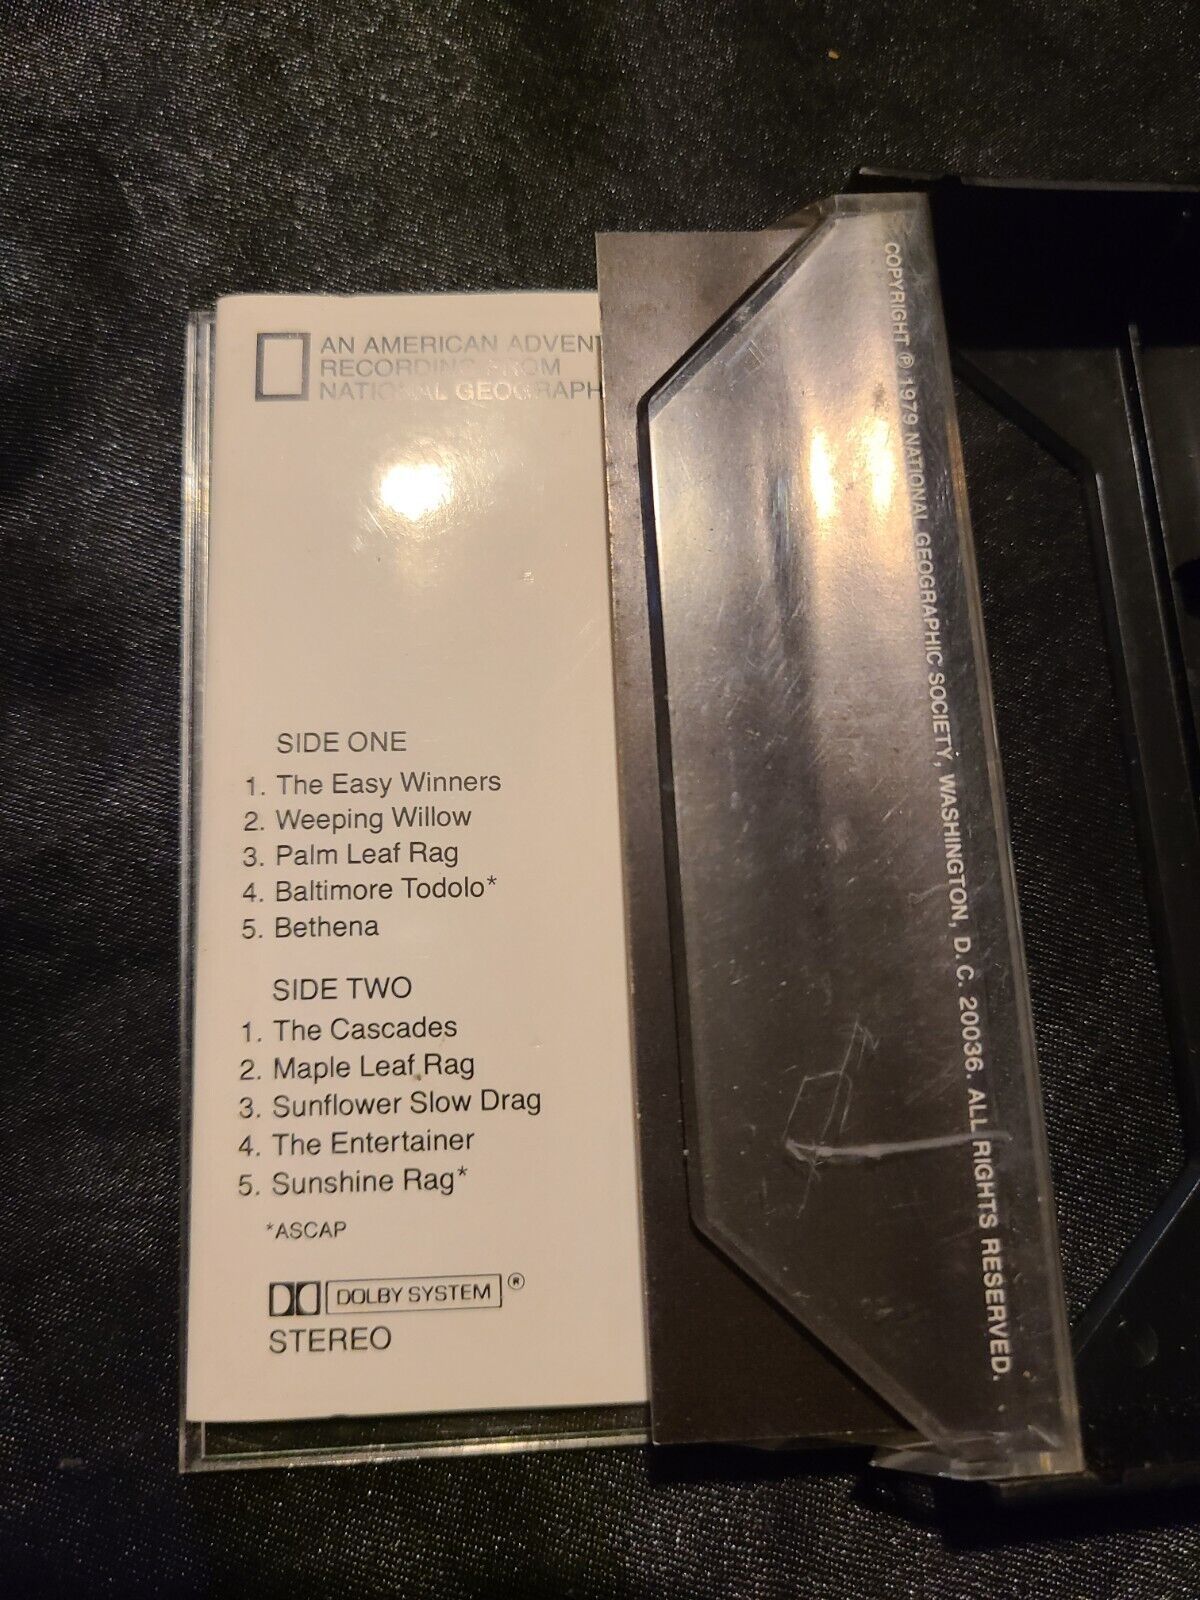 AN AMERICAN ADVENT
RECORDING FROM
NATIONAL GEOGRAPH
SIDE ONE
1. The Easy Winners
2. Weeping Willow
3. Palm Leaf Rag
4. Baltimore Todolo*
5. Bethena
SIDE TWO
1. The Cascades
2. Maple Leaf Rag
3. Sunflower Slow Drag
4. The Entertainer
5. Sunshine Rag*
*ASCAP
DOLBY SYSTEM ®
STEREO
COPYRIGHT ℗ 1979 NATIONAL GEOGRAPHIC SOCIETY, WASHINGTON, D.C. 20036. ALL RIGHTS RESERVED.